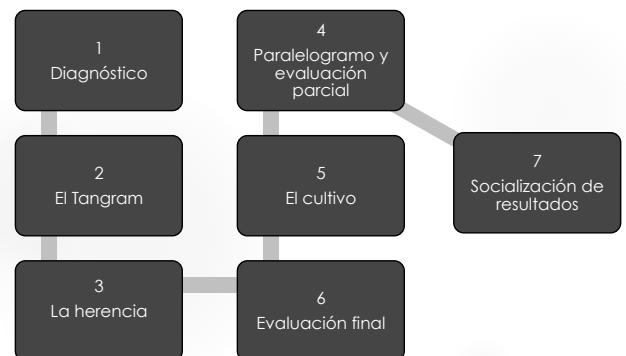 1
Diagnóstico
2
El Tangram
3
La herencia
4
Paralelogramo y
evaluación
parcial
5
El cultivo
6
Evaluación final
7
Socialización de
resultados